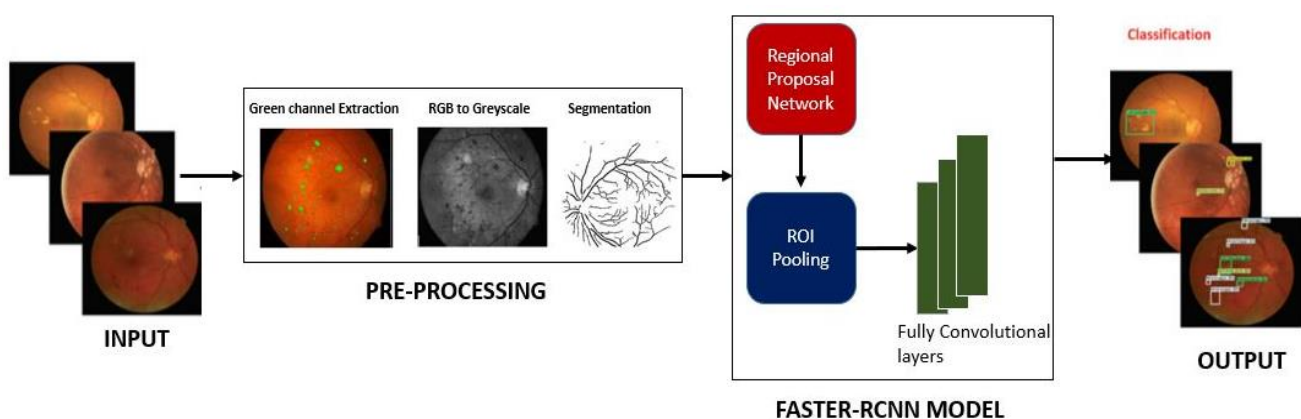 INPUT
Green channel Extraction
RGB to Greyscale
Segmentation
PRE-PROCESSING
Regional
Proposal
Network
ROI
Pooling
Fully Convolutional
layers
FASTER-RCNN MODEL
Classification
OUTPUT